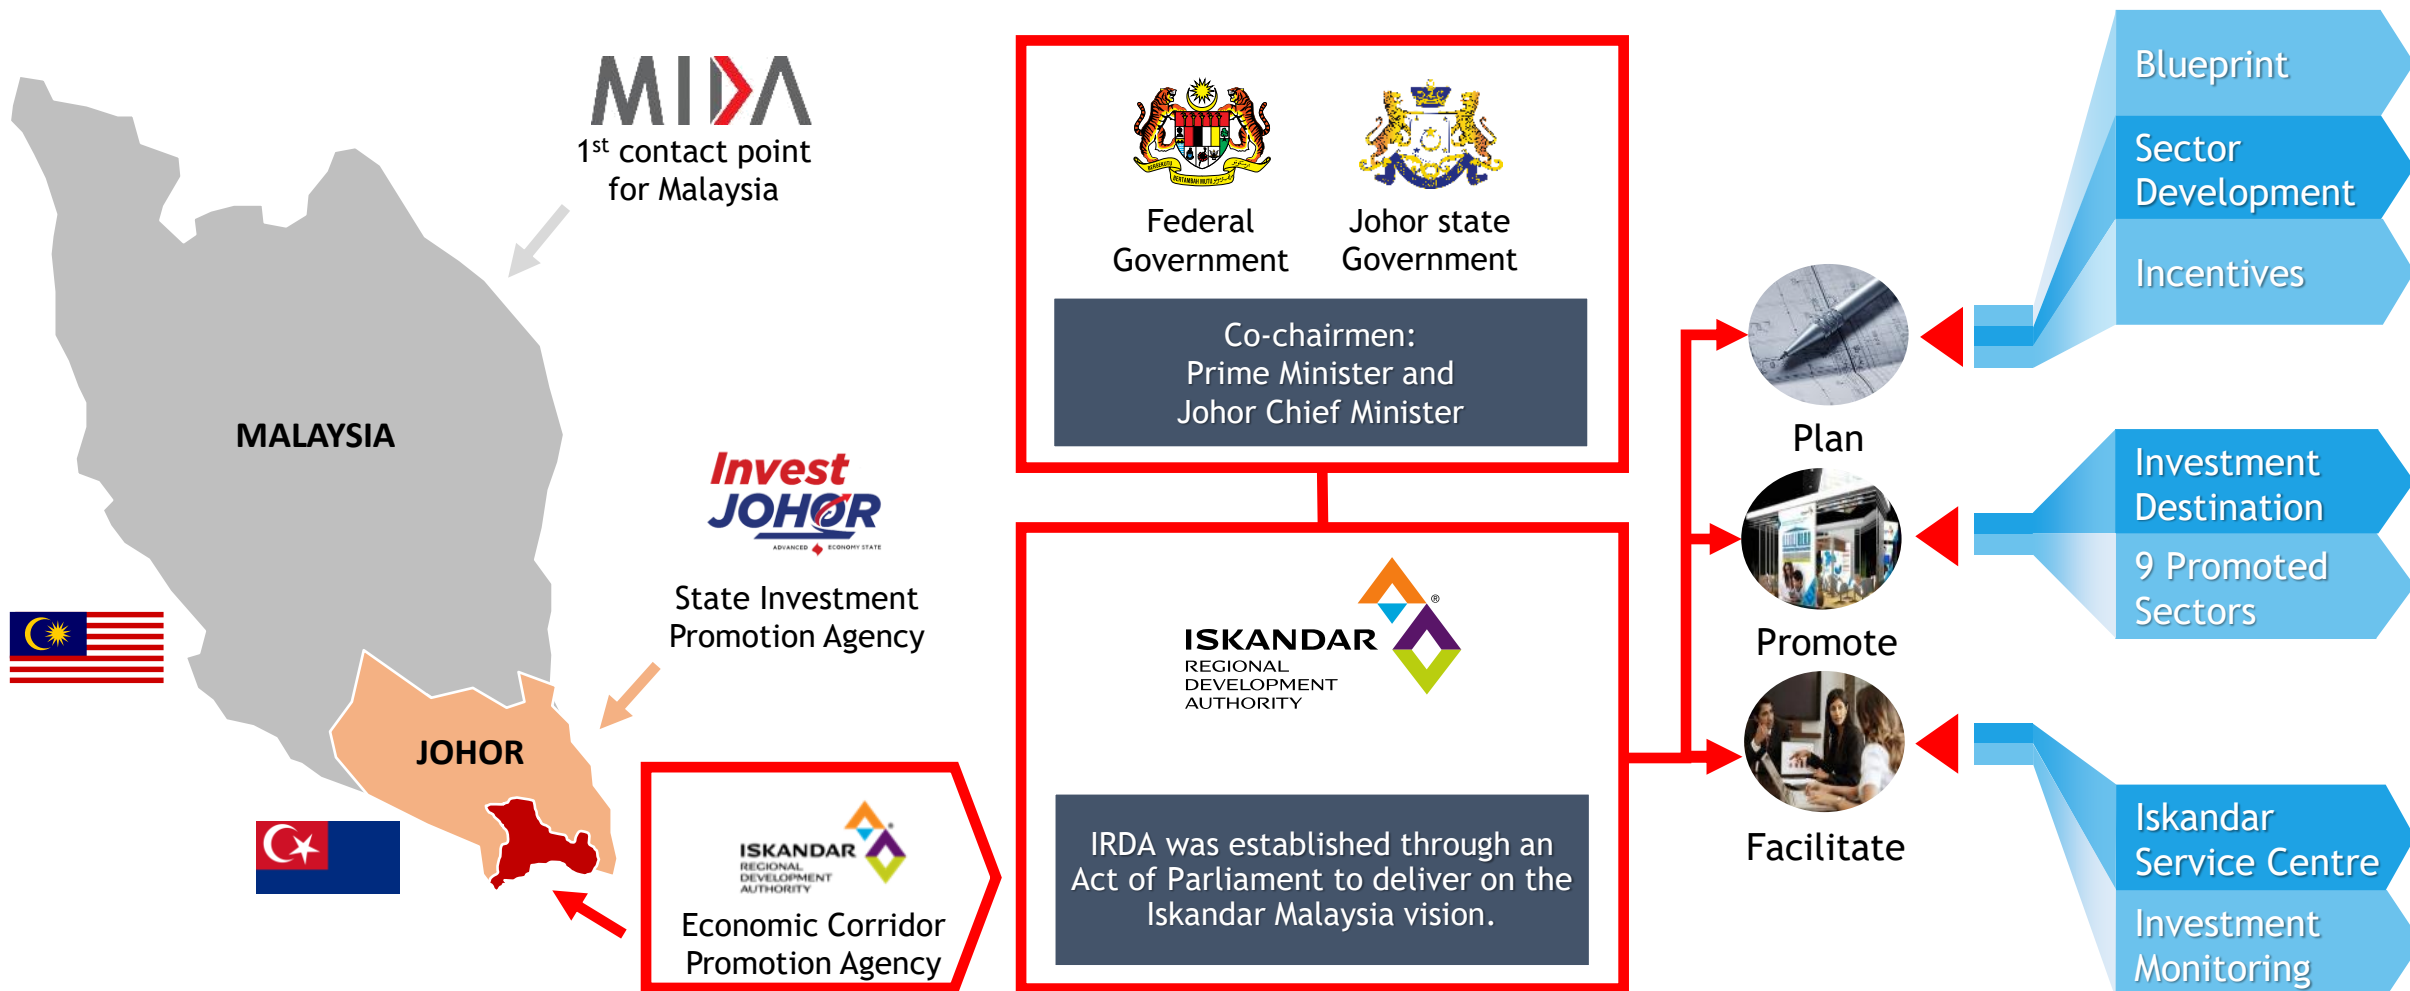 MIDA
1st contact point
for Malaysia
MALAYSIA
Invest
JOHOR
ADVANCED ECONOMY STATE
State Investment
Promotion Agency
JOHOR
ISKANDAR
REGIONAL
DEVELOPMENT
AUTHORITY
Economic Corridor
Promotion Agency
BERTAMBAH MUTU
Federal
Government
Johor state
Government
Co-chairmen:
Prime Minister and
Johor Chief Minister
ISKANDAR
®
REGIONAL
DEVELOPMENT
AUTHORITY
IRDA was established through an
Act of Parliament to deliver on the
Iskandar Malaysia vision.
Plan
Promote
Facilitate
Blueprint
Sector
Development
Incentives
Investment
Destination
9 Promoted
Sectors
Iskandar
Service Centre
Investment
Monitoring